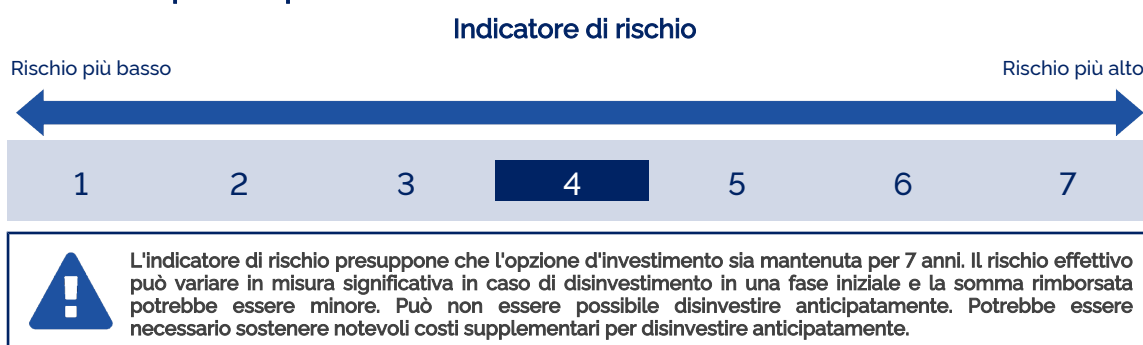 Indicatore di rischio
Rischio più basso Rischio più alto
1 2 3 4 5 6 7
L'indicatore di rischio presuppone che l'opzione d'investimento sia mantenuta per 7 anni. Il rischio effettivo
può variare in misura significativa in caso di disinvestimento in una fase iniziale e la somma rimborsata
potrebbe essere minore. Può non essere possibile disinvestire anticipatamente. Potrebbe essere
necessario sostenere notevoli costi supplementari per disinvestire anticipatamente.